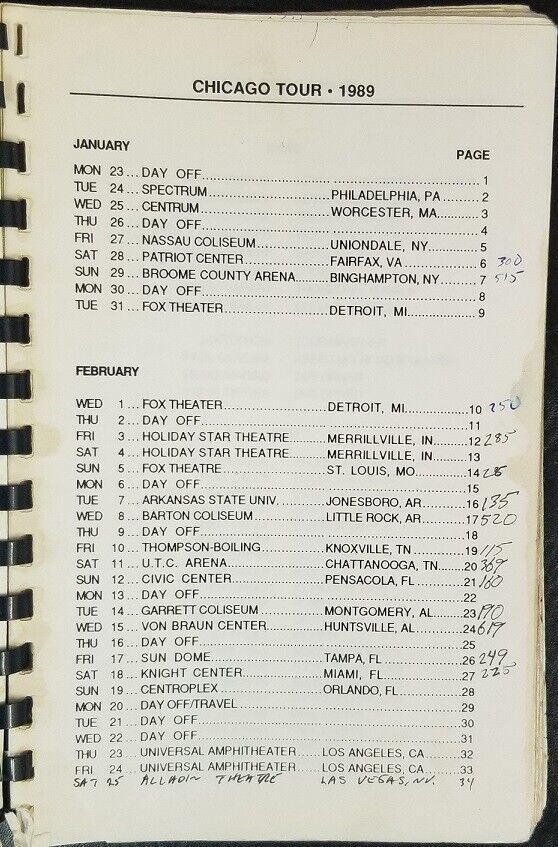 CHICAGO TOUR • 1989
JANUARY
PAGE
MON 23... DAY OFF 1
TUE 24... SPECTRUM PHILADELPHIA, PA 2
WED 25... CENTRUM WORCESTER, MA 3
THU 26... DAY OFF 4
FRI 27... NASSAU COLISEUM UNIONDALE, NY 5
SAT 28... PATRIOT CENTER FAIRFAX, VA 6 300
SUN 29... BROOME COUNTY ARENA BINGHAMPTON, NY 7 515
MON 30... DAY OFF 8
TUE 31... FOX THEATER DETROIT, MI 9
FEBRUARY
WED 1... FOX THEATER DETROIT, MI 10 250
THU 2... DAY OFF 11
FRI 3... HOLIDAY STAR THEATRE MERRILLVILLE, IN 12 285
SAT 4... HOLIDAY STAR THEATRE MERRILLVILLE, IN 13
SUN 5... FOX THEATRE ST. LOUIS, MO 14
MON 6... DAY OFF 15
TUE 7... ARKANSAS STATE UNIV. JONESBORO, AR 16 135
WED 8... BARTON COLISEUM LITTLE ROCK, AR 17 520
THU 9... DAY OFF 18
FRI 10... THOMPSON-BOILING KNOXVILLE, TN 19 115
SAT 11... U.T.C. ARENA CHATTANOOGA, TN 20 369
SUN 12... CIVIC CENTER PENSACOLA, FL 21 160
MON 13... DAY OFF 22
TUE 14... GARRETT COLISEUM MONTGOMERY, AL 23 190
WED 15... VON BRAUN CENTER HUNTSVILLE, AL 24 619
THU 16... DAY OFF 25
FRI 17... SUN DOME TAMPA, FL 26 249
SAT 18... KNIGHT CENTER MIAMI, FL 27 225
SUN 19... CENTROPLEX ORLANDO, FL 28
MON 20... DAY OFF/TRAVEL 29
TUE 21... DAY OFF 30
WED 22... DAY OFF 31
THU 23... UNIVERSAL AMPHITHEATER LOS ANGELES, CA 32
FRI 24... UNIVERSAL AMPHITHEATER LOS ANGELES, CA 33
SAT 25 ALLADIN THEATRE LAS VEGAS, NV. 34